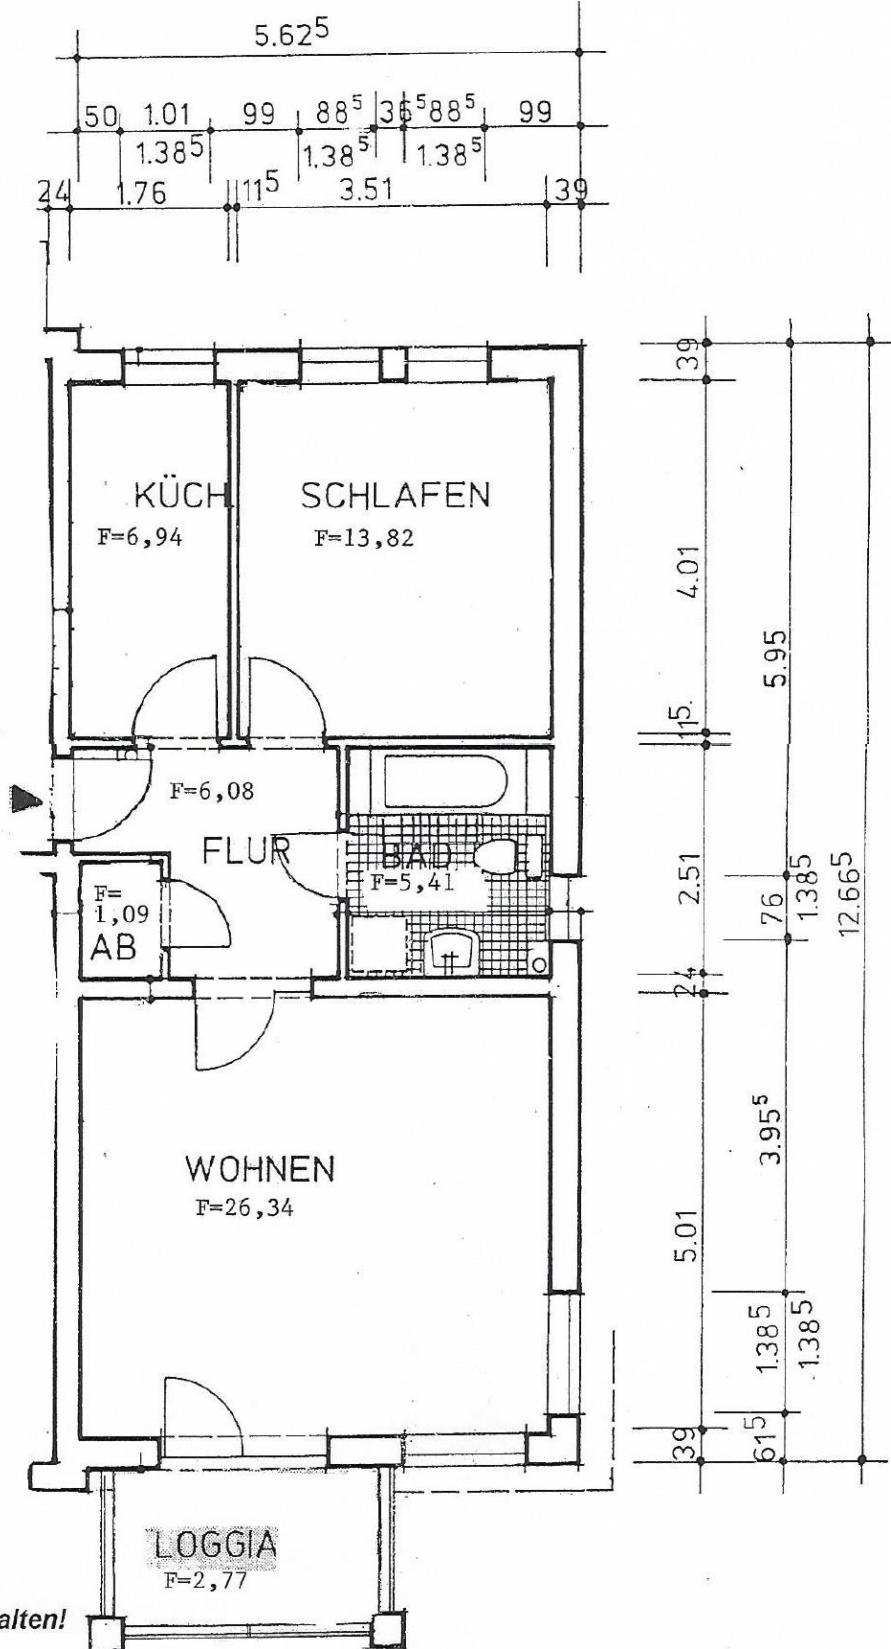 5.62⁵
50 1.01 99 88⁵ 36⁵ 88⁵ 99
1.38⁵ 1.38⁵ 1.38⁵
24 1.76 11⁵ 3.51 39
KÜCH
F=6,94
SCHLAFEN
F=13,82
F=6,08
FLUR
BAD
F=5,41
F=
1,09
AB
WOHNEN
F=26,34
LOGGIA
F=2,77
alten!
39
4.01
11⁵.
2.51
24
5.01
39
5.95
76
1.38⁵
3.95⁵
1.38⁵
1.38⁵
61⁵
12.66⁵